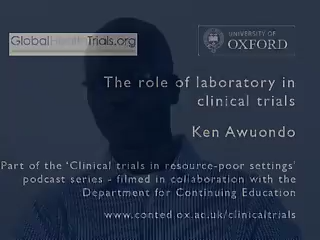 GlobalHealthTrials.org
UNIVERSITY OF
OXFORD
The role of laboratory in
clinical trials
Ken Awuondo
Part of the 'Clinical trials in resource-poor settings'
podcast series - filmed in collaboration with the
Department for Continuing Education
www.conted.ox.ac.uk/clinicaltrials